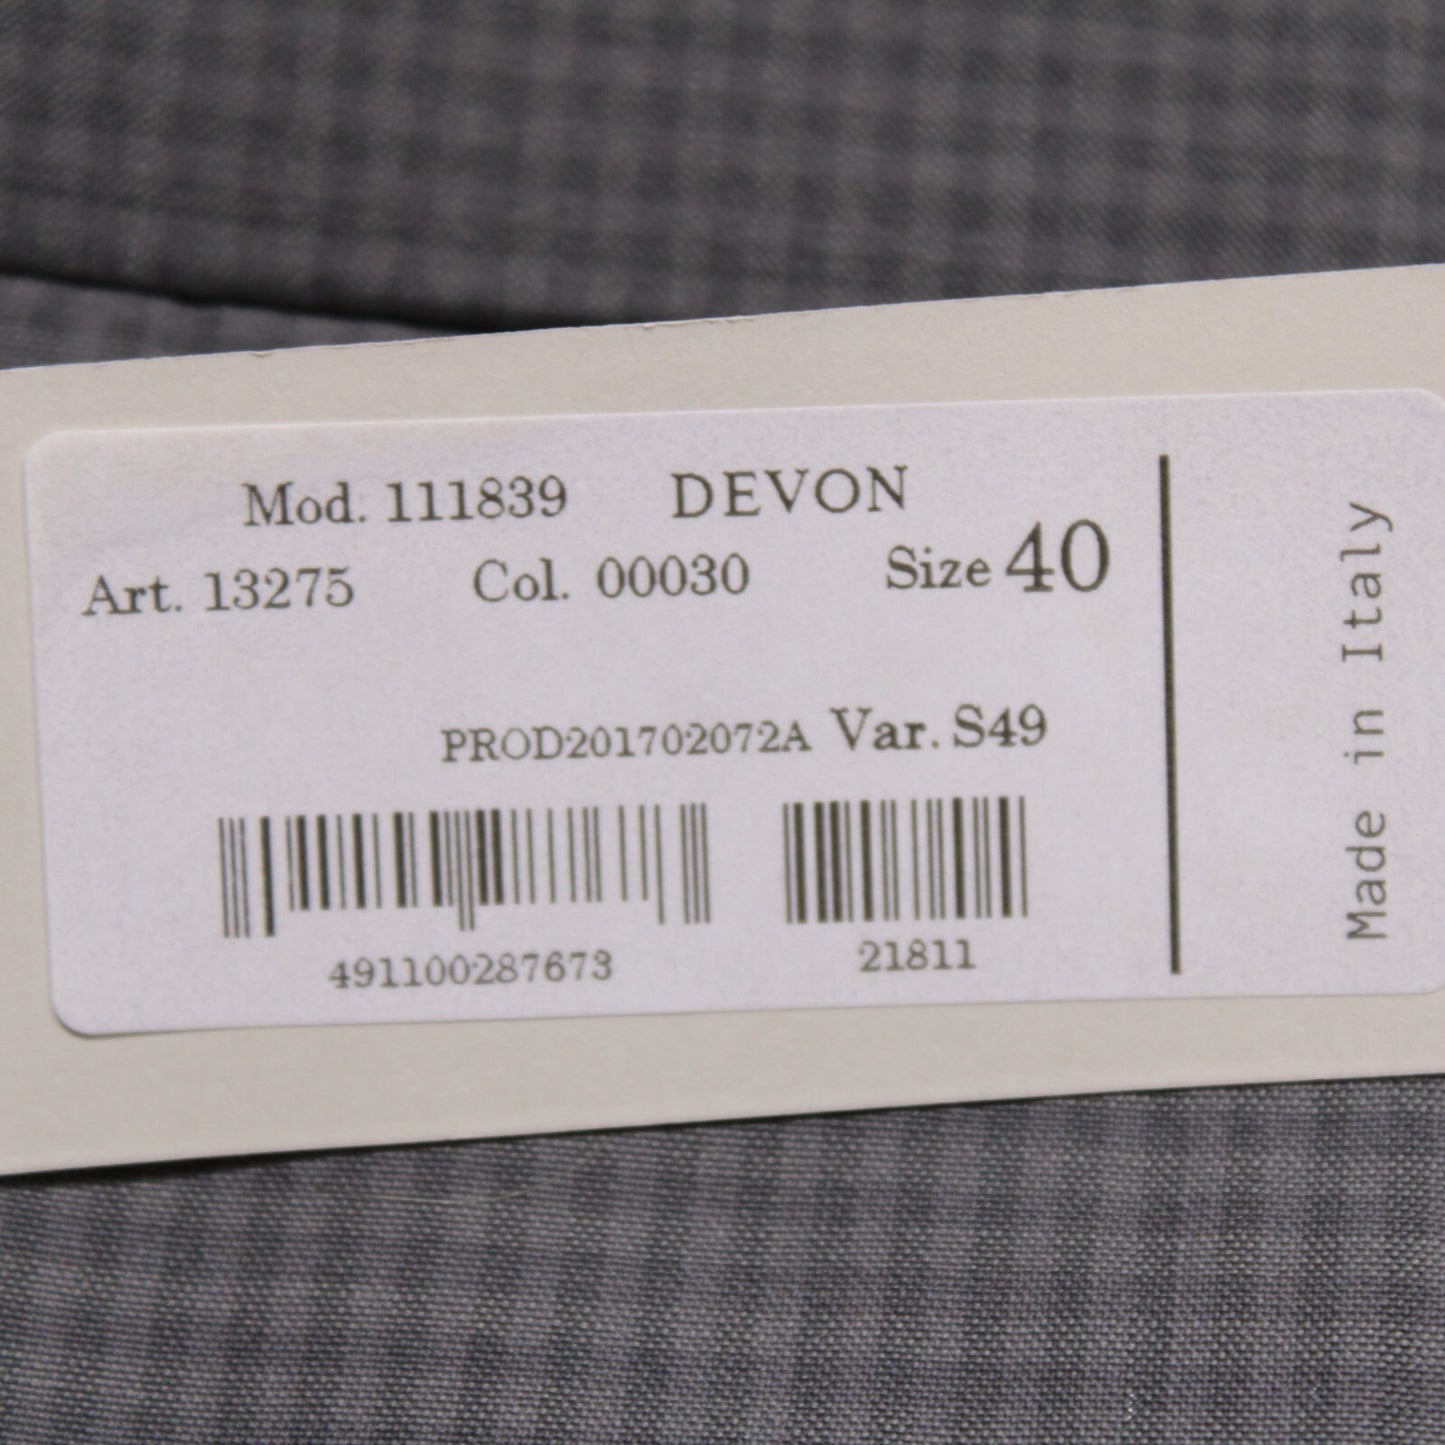 Mod. 111839 DEVON
Art. 13275 Col. 00030 Size 40
PROD201702072A Var. S49
491100287673 21811
Made in Italy